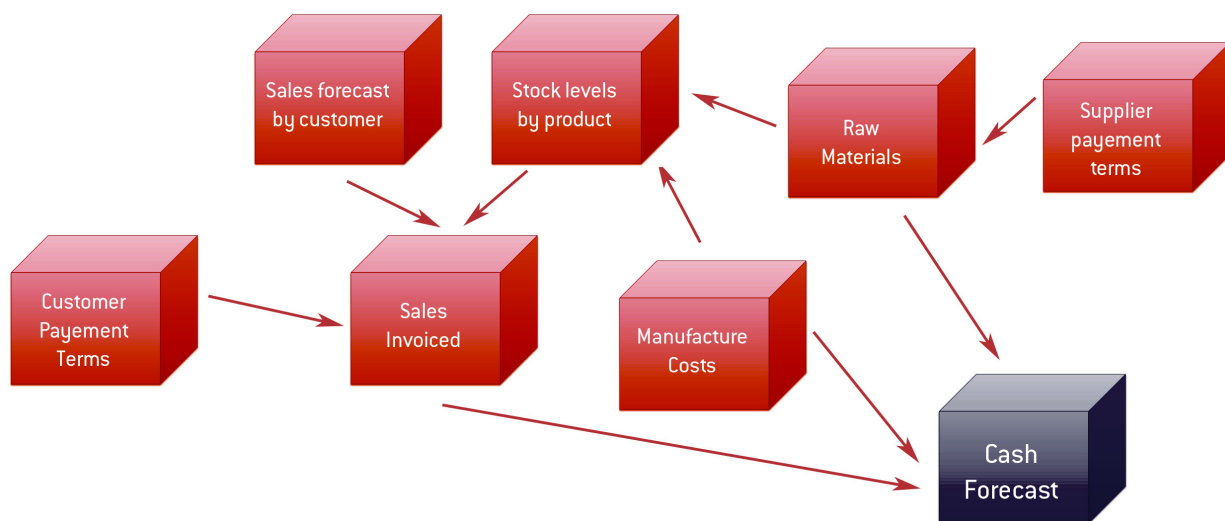 Sales forecast
by customer
Stock levels
by product
Raw
Materials
Supplier
payement
terms
Customer
Payement
Terms
Sales
Invoiced
Manufacture
Costs
Cash
Forecast